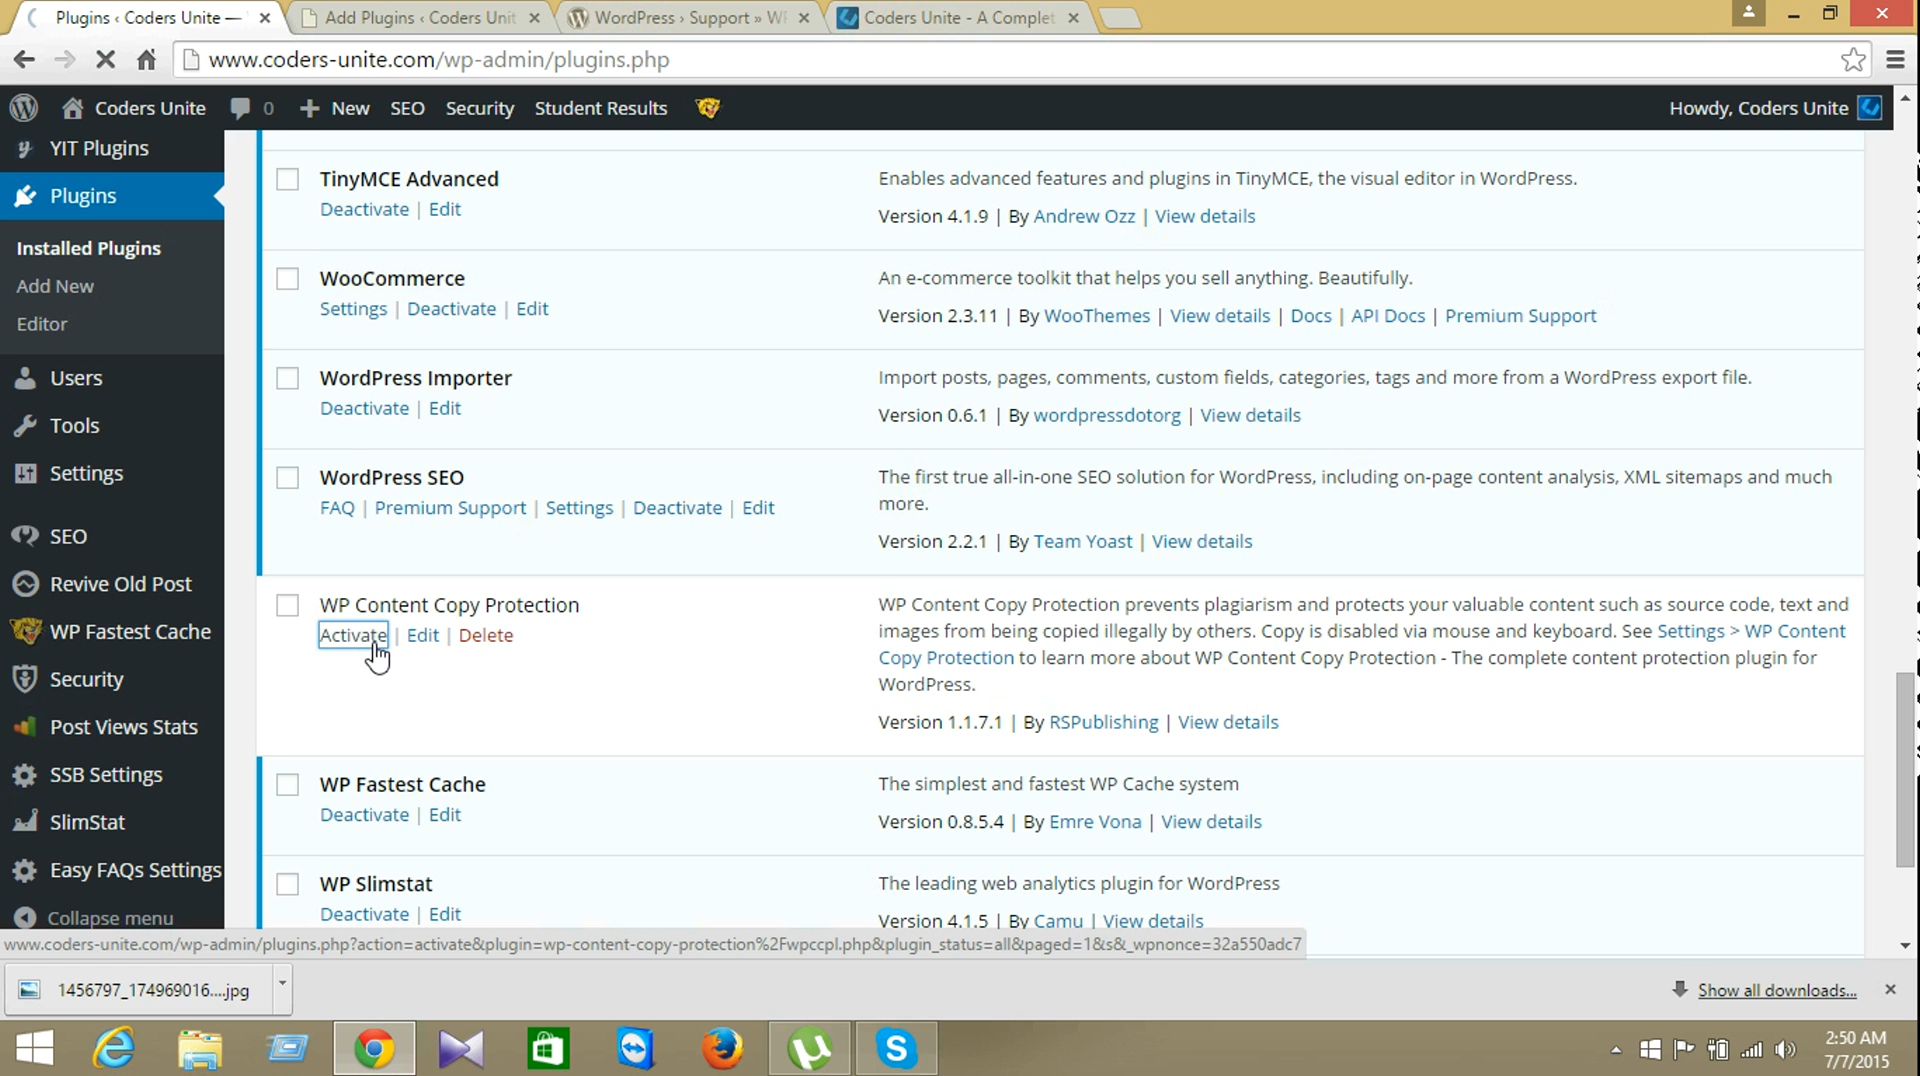 Plugins ‹ Coders Unite —
Add Plugins ‹ Coders Unit
WordPress › Support » WP
Coders Unite - A Complet
www.coders-unite.com/wp-admin/plugins.php
Coders Unite 0 New SEO Security Student Results
Howdy, Coders Unite
YIT Plugins
Plugins
Installed Plugins
Add New
Editor
Users
Tools
Settings
SEO
Revive Old Post
WP Fastest Cache
Security
Post Views Stats
SSB Settings
SlimStat
Easy FAQs Settings
Collapse menu
TinyMCE Advanced
Deactivate | Edit
Enables advanced features and plugins in TinyMCE, the visual editor in WordPress.
Version 4.1.9 | By Andrew Ozz | View details
WooCommerce
Settings | Deactivate | Edit
An e-commerce toolkit that helps you sell anything. Beautifully.
Version 2.3.11 | By WooThemes | View details | Docs | API Docs | Premium Support
WordPress Importer
Deactivate | Edit
Import posts, pages, comments, custom fields, categories, tags and more from a WordPress export file.
Version 0.6.1 | By wordpressdotorg | View details
WordPress SEO
FAQ | Premium Support | Settings | Deactivate | Edit
The first true all-in-one SEO solution for WordPress, including on-page content analysis, XML sitemaps and much
more.
Version 2.2.1 | By Team Yoast | View details
WP Content Copy Protection
Activate | Edit | Delete
WP Content Copy Protection prevents plagiarism and protects your valuable content such as source code, text and
images from being copied illegally by others. Copy is disabled via mouse and keyboard. See Settings > WP Content
Copy Protection to learn more about WP Content Copy Protection - The complete content protection plugin for
WordPress.
Version 1.1.7.1 | By RSPublishing | View details
WP Fastest Cache
Deactivate | Edit
The simplest and fastest WP Cache system
Version 0.8.5.4 | By Emre Vona | View details
WP Slimstat
Deactivate | Edit
The leading web analytics plugin for WordPress
Version 4.1.5 | By Camu | View details
www.coders-unite.com/wp-admin/plugins.php?action=activate&plugin=wp-content-copy-protection%2Fwpccpl.php&plugin_status=all&paged=1&s&_wpnonce=32a550adc7
1456797_174969016....jpg
Show all downloads...
2:50 AM
7/7/2015